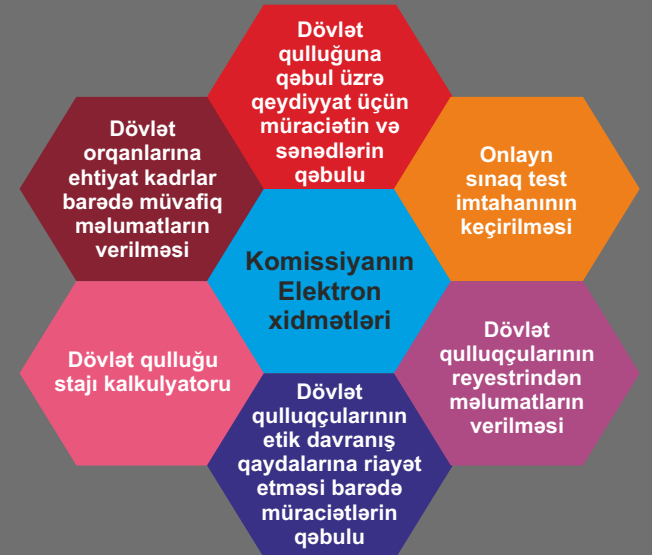 Dövlət
qulluğuna
qəbul üzrə
qeydiyyat üçün
müraciətin və
sənədlərin
qəbulu
Dövlət
orqanlarına
ehtiyat kadrlar
barədə müvafiq
məlumatların
verilməsi
Onlayn
sınaq test
imtahanının
keçirilməsi
Komissiyanın
Elektron
xidmətləri
Dövlət qulluğu
stajı kalkulyatoru
Dövlət
qulluqçularının
reyestrindən
məlumatların
verilməsi
Dövlət
qulluqçularının
etik davranış
qaydalarına riayət
etməsi barədə
müraciətlərin
qəbulu